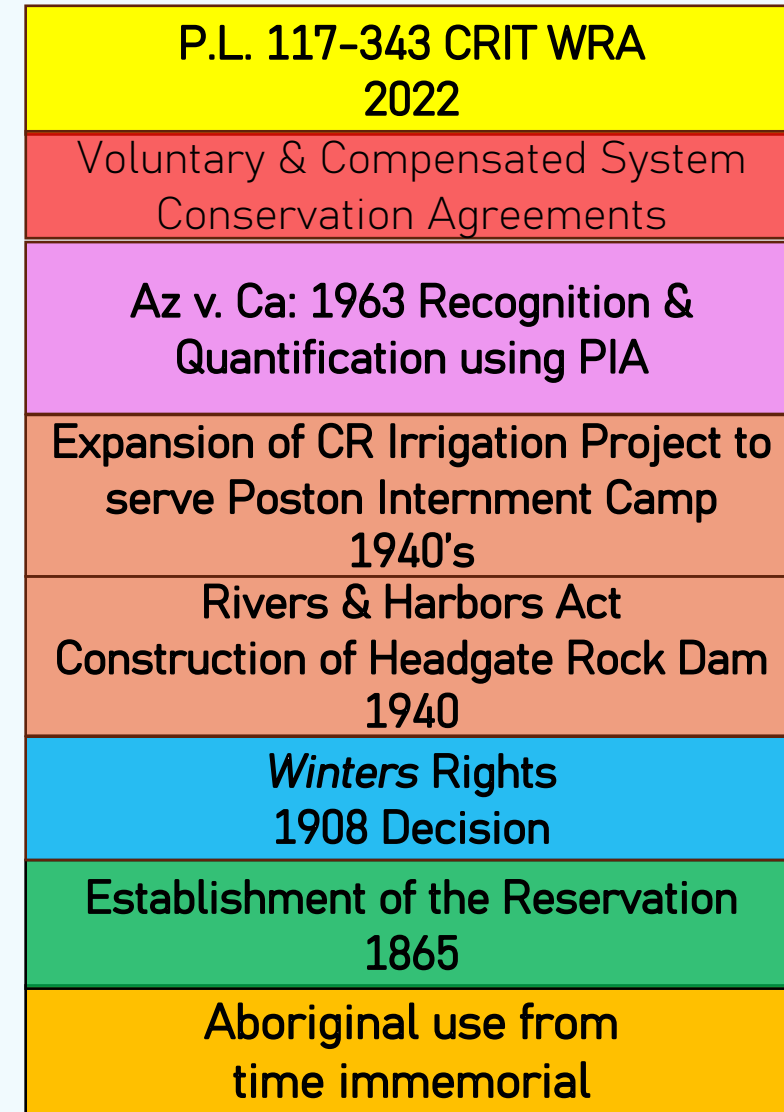 P.L. 117-343 CRIT WRA
2022
Voluntary & Compensated System
Conservation Agreements
Az v. Ca: 1963 Recognition &
Quantification using PIA
Expansion of CR Irrigation Project to
serve Poston Internment Camp
1940's
Rivers & Harbors Act
Construction of Headgate Rock Dam
1940
Winters Rights
1908 Decision
Establishment of the Reservation
1865
Aboriginal use from
time immemorial